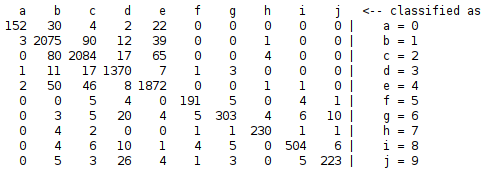 a b c d e f g h i j <-- classified as
152 30 4 2 22 0 0 0 0 0 | a = 0
3 2075 90 12 39 0 0 1 0 0 | b = 1
0 80 2084 17 65 0 0 4 0 0 | c = 2
1 11 17 1370 7 1 3 0 0 0 | d = 3
2 50 46 8 1872 0 0 1 1 0 | e = 4
0 0 5 4 0 191 5 0 4 1 | f = 5
0 3 5 20 4 5 303 4 6 10 | g = 6
0 4 2 0 0 1 1 230 1 1 | h = 7
0 4 6 10 1 4 5 0 504 6 | i = 8
0 5 3 26 4 1 3 0 5 223 | j = 9